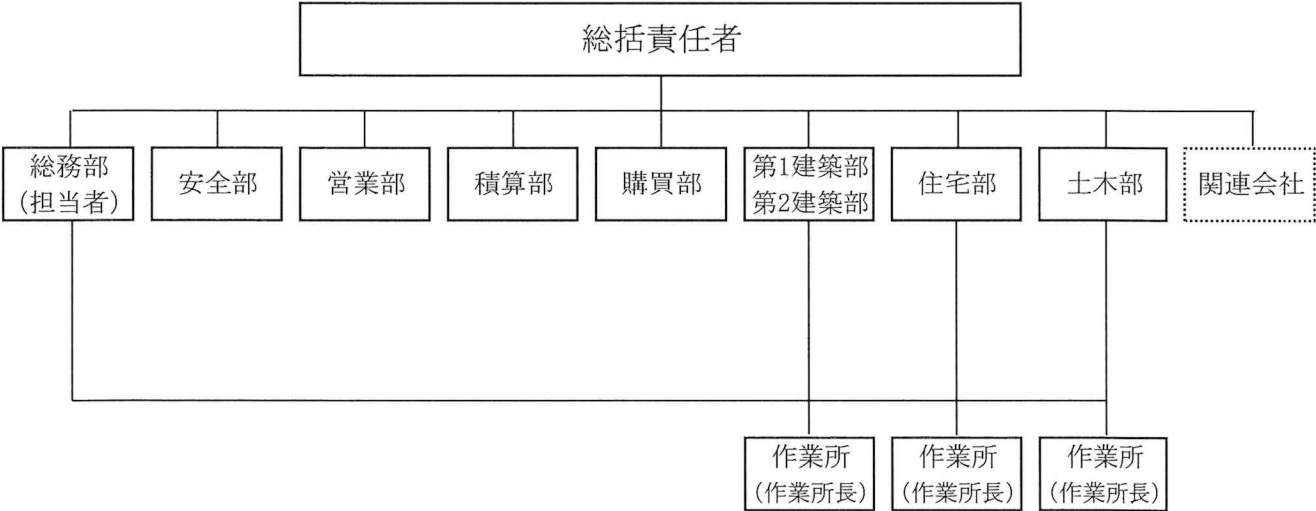 総括責任者
総務部
(担当者)
安全部
営業部
積算部
購買部
第1建築部
第2建築部
住宅部
土木部
関連会社
作業所
(作業所長)
作業所
(作業所長)
作業所
(作業所長)